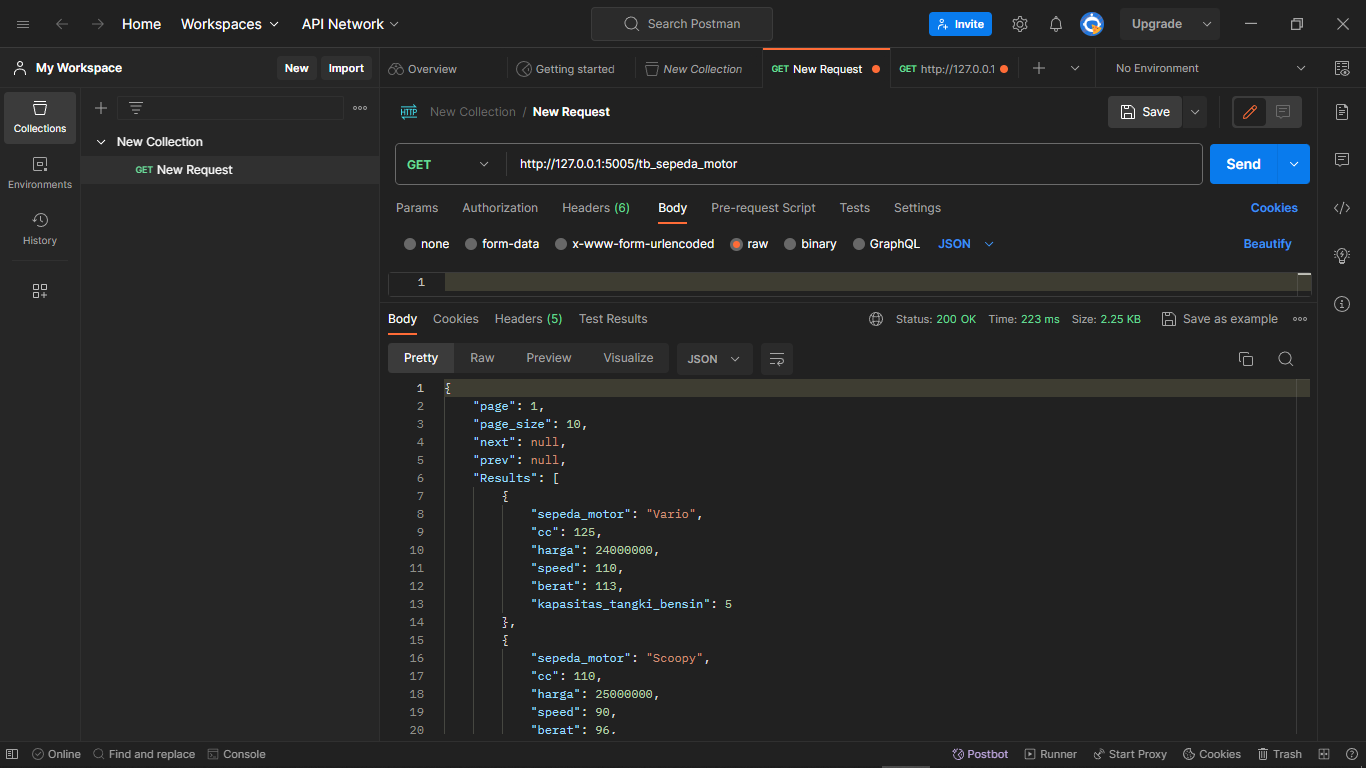 Home Workspaces API Network Search Postman Invite Upgrade
My Workspace New Import Overview Getting started New Collection GET New Request GET http://127.0.0.1 No Environment
Collections
Environments
History
New Collection
GET New Request
HTTP New Collection / New Request Save
GET http://127.0.0.1:5005/tb_sepeda_motor Send
Params Authorization Headers (6) Body Pre-request Script Tests Settings Cookies
none form-data x-www-form-urlencoded raw binary GraphQL JSON Beautify
1
Body Cookies Headers (5) Test Results Status: 200 OK Time: 223 ms Size: 2.25 KB Save as example
Pretty Raw Preview Visualize JSON
1 {
2 "page": 1,
3 "page_size": 10,
4 "next": null,
5 "prev": null,
6 "Results": [
7 {
8 "sepeda_motor": "Vario",
9 "cc": 125,
10 "harga": 24000000,
11 "speed": 110,
12 "berat": 113,
13 "kapasitas_tangki_bensin": 5
14 },
15 {
16 "sepeda_motor": "Scoopy",
17 "cc": 110,
18 "harga": 25000000,
19 "speed": 90,
20 "berat": 96,
Online Find and replace Console Postbot Runner Start Proxy Cookies Trash